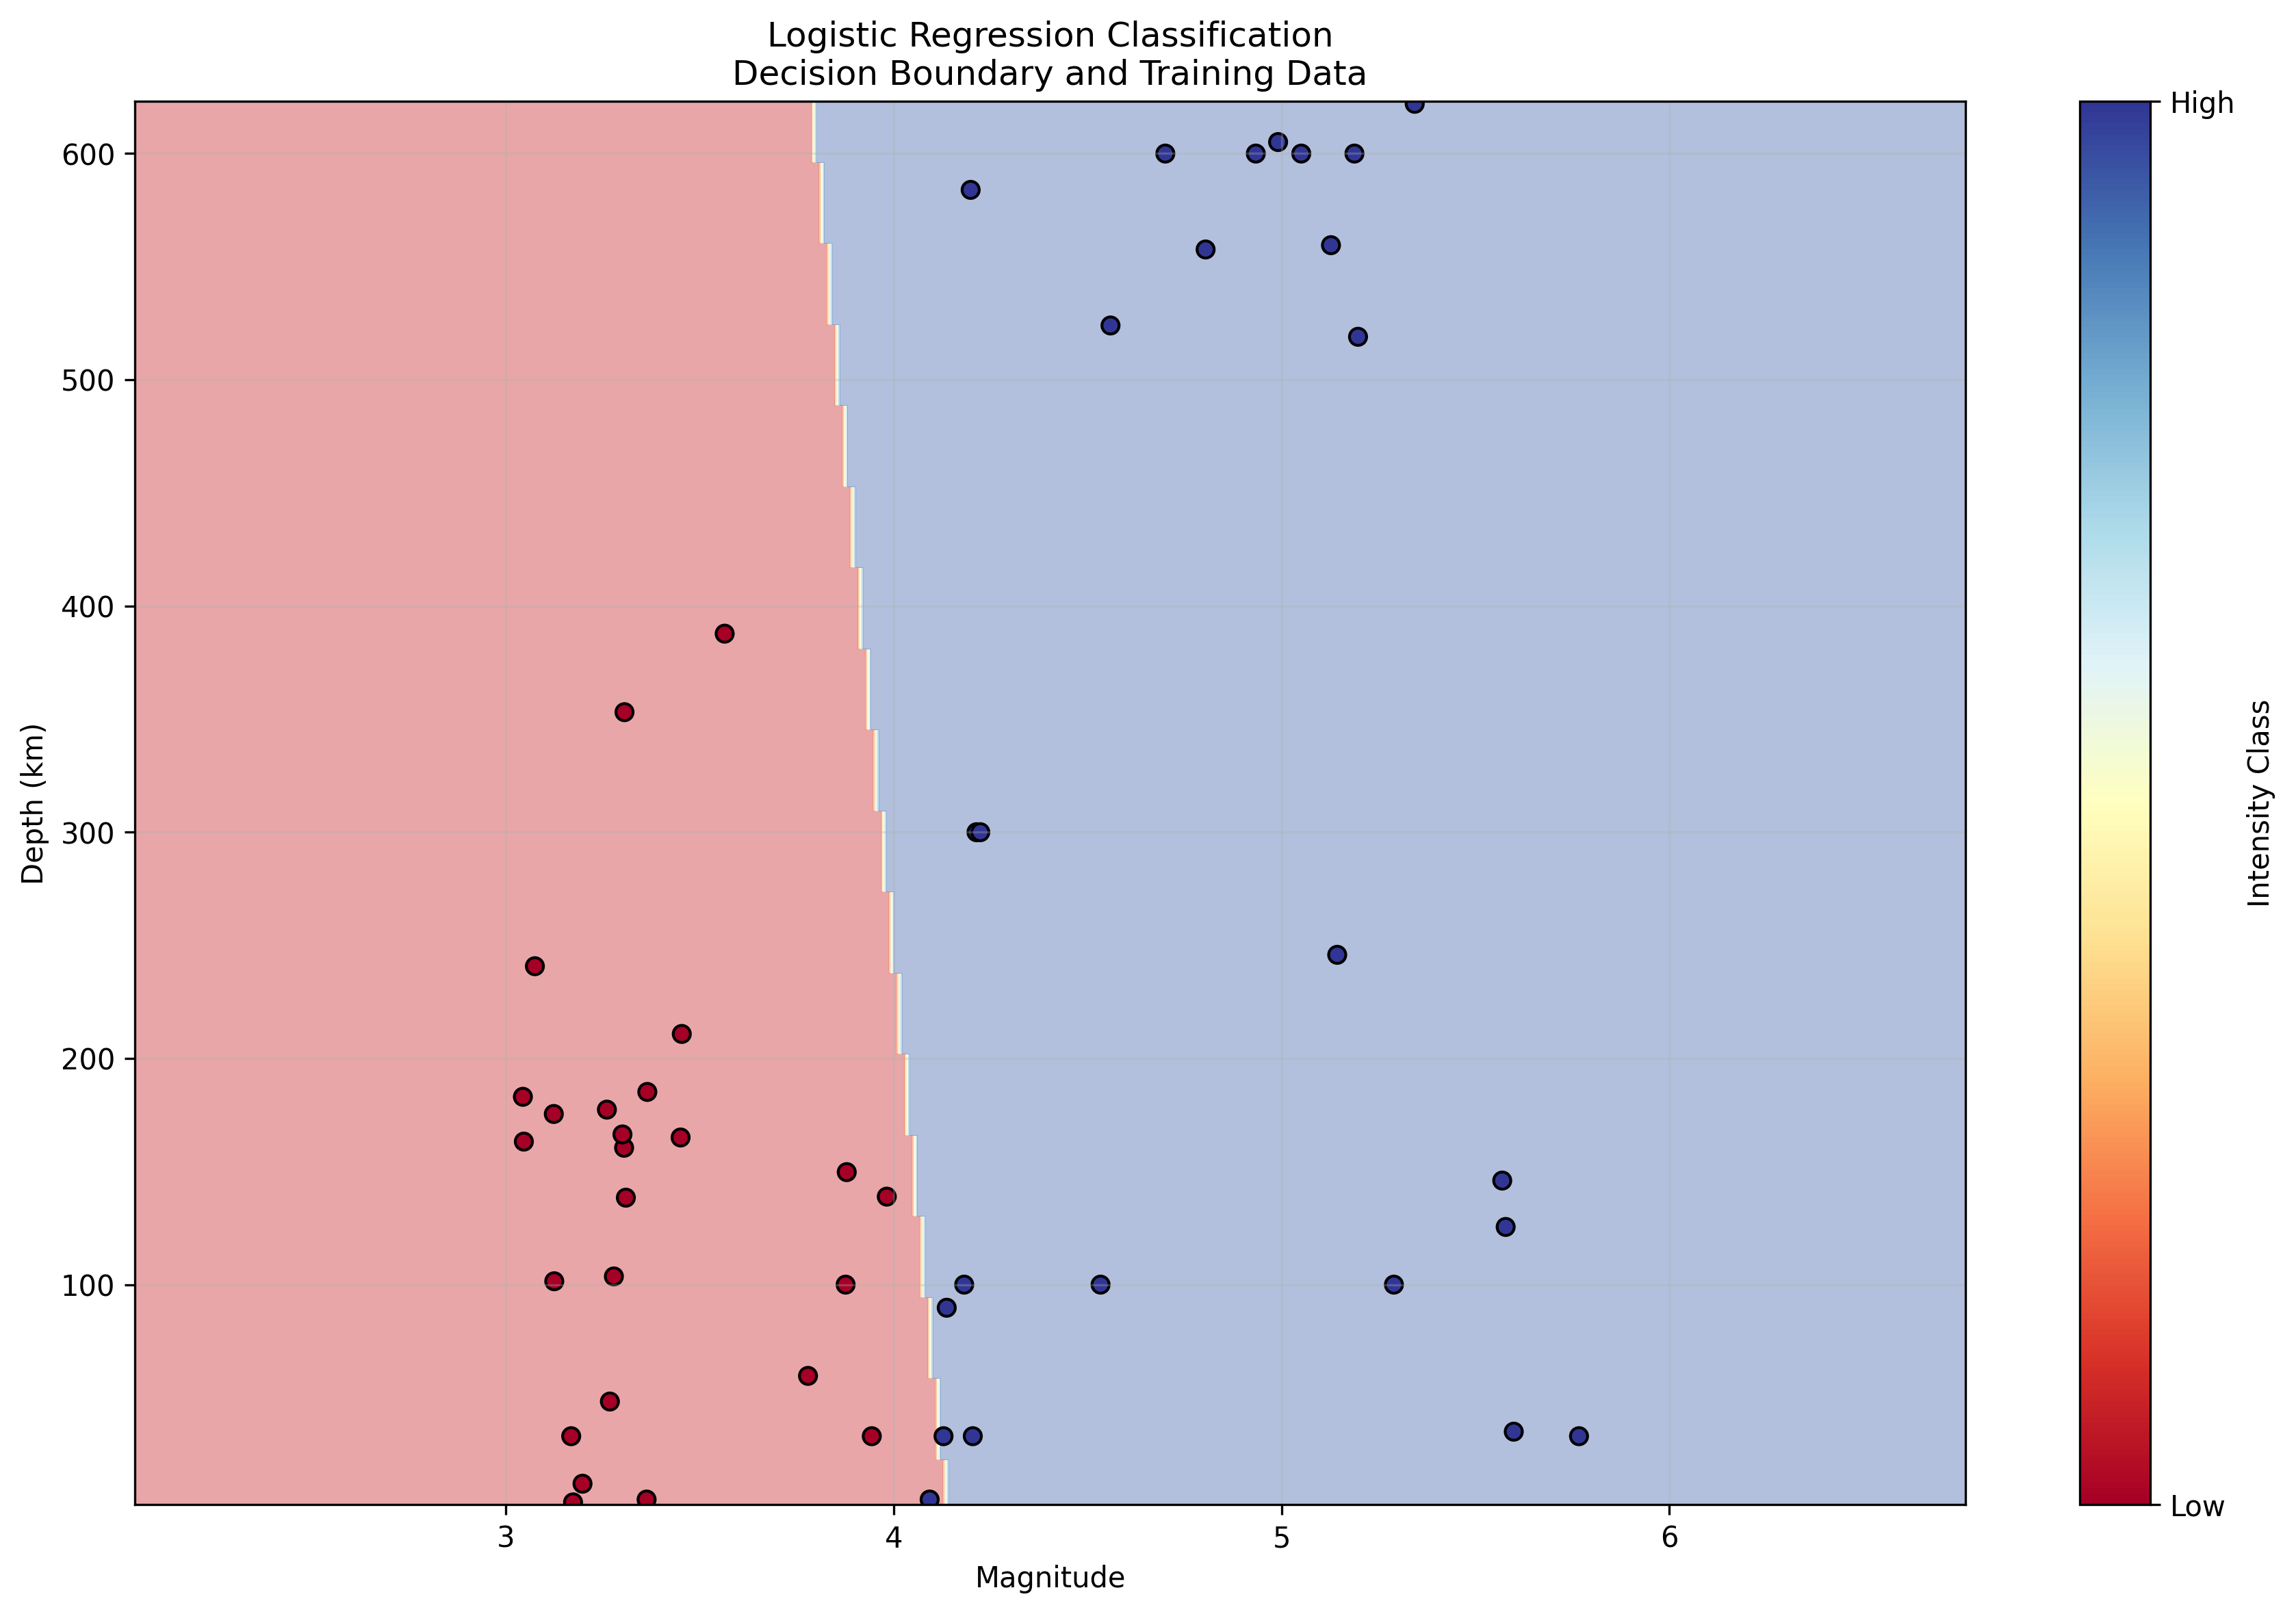 Logistic Regression Classification
Decision Boundary and Training Data
High
600
500
400
300
200
100
Depth (km)
Intensity Class
Low
3
4
5
6
Magnitude